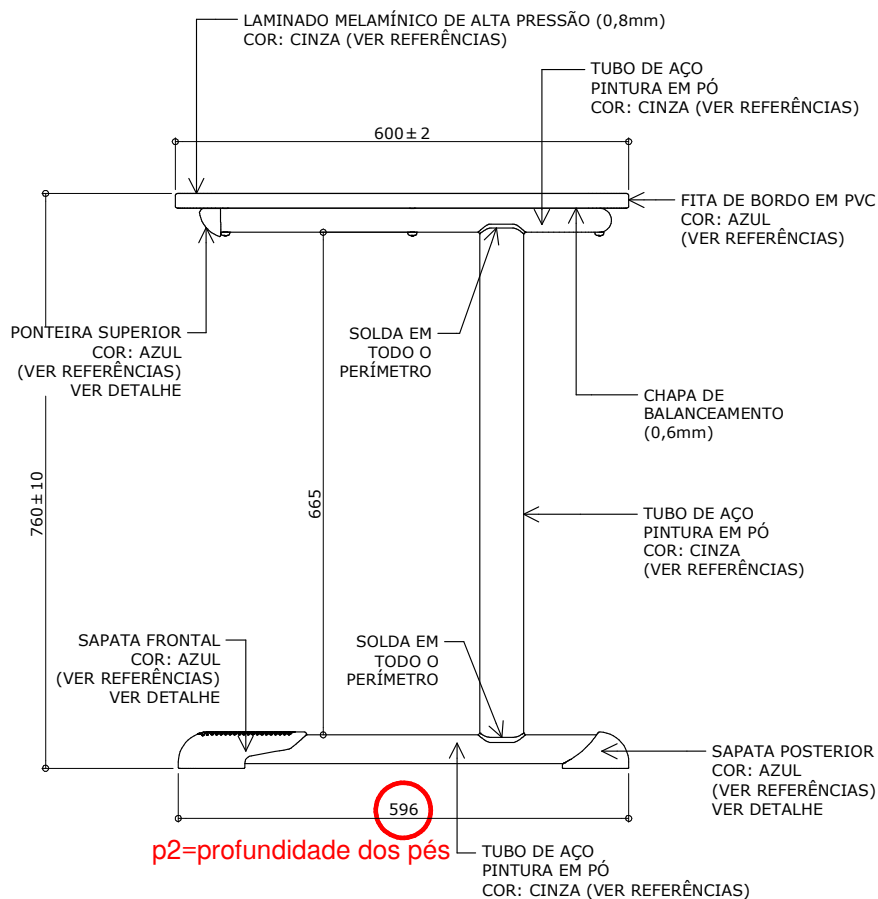 LAMINADO MELAMÍNICO DE ALTA PRESSÃO (0,8mm)
COR: CINZA (VER REFERÊNCIAS)
TUBO DE AÇO
PINTURA EM PÓ
COR: CINZA (VER REFERÊNCIAS)
600±2
FITA DE BORDO EM PVC
COR: AZUL
(VER REFERÊNCIAS)
PONTEIRA SUPERIOR
COR: AZUL
(VER REFERÊNCIAS)
VER DETALHE
SOLDA EM
TODO O
PERÍMETRO
CHAPA DE
BALANCEAMENTO
(0,6mm)
760±10
665
TUBO DE AÇO
PINTURA EM PÓ
COR: CINZA
(VER REFERÊNCIAS)
SAPATA FRONTAL
COR: AZUL
(VER REFERÊNCIAS)
VER DETALHE
SOLDA EM
TODO O
PERÍMETRO
SAPATA POSTERIOR
COR: AZUL
(VER REFERÊNCIAS)
VER DETALHE
596
p2=profundidade dos pés
TUBO DE AÇO
PINTURA EM PÓ
COR: CINZA (VER REFERÊNCIAS)